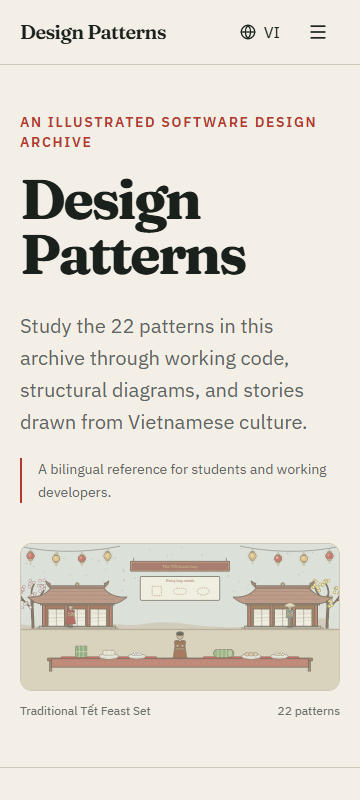 Design Patterns
VI
AN ILLUSTRATED SOFTWARE DESIGN
ARCHIVE
Design
Patterns
Study the 22 patterns in this
archive through working code,
structural diagrams, and stories
drawn from Vietnamese culture.
A bilingual reference for students and working
developers.
Traditional Tết Feast Set
22 patterns